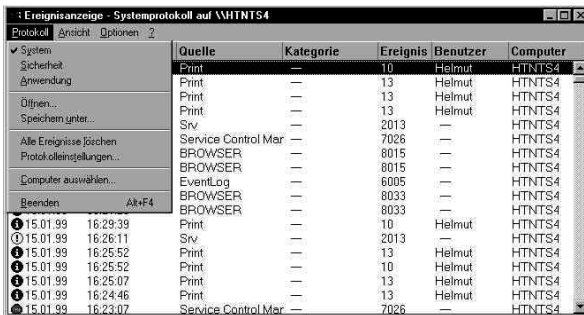 Ereignisanzeige - Systemprotokoll auf \\HTNTS4
Protokoll Ansicht Optionen ?
System
Sicherheit
Anwendung
Öffnen...
Speichern unter...
Alle Ereignisse löschen
Protokolleinstellungen...
Computer auswählen...
Beenden Alt+F4
Quelle Kategorie Ereignis Benutzer Computer
Print — 10 Helmut HTNTS4
Print — 13 Helmut HTNTS4
Print — 13 Helmut HTNTS4
Print — 13 Helmut HTNTS4
Srv — 2013 — HTNTS4
Service Control Mar — 7026 — HTNTS4
BROWSER — 8015 — HTNTS4
BROWSER — 8015 — HTNTS4
EventLog — 6005 — HTNTS4
BROWSER — 8033 — HTNTS4
BROWSER — 8033 — HTNTS4
15.01.99 16:29:39 Print — 10 Helmut HTNTS4
15.01.99 16:26:11 Srv — 2013 — HTNTS4
15.01.99 16:25:52 Print — 13 Helmut HTNTS4
15.01.99 16:25:52 Print — 10 Helmut HTNTS4
15.01.99 16:25:07 Print — 13 Helmut HTNTS4
15.01.99 16:24:46 Print — 13 Helmut HTNTS4
15.01.99 16:23:07 Service Control Mar — 7026 — HTNTS4